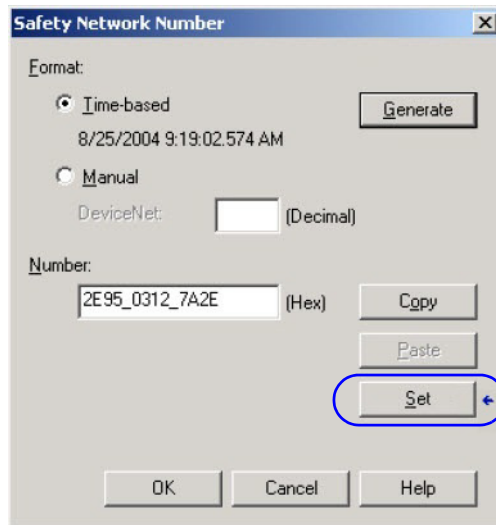 Safety Network Number
Format:
Time-based
Generate
8/25/2004 9:19:02.574 AM
Manual
DeviceNet:
(Decimal)
Number:
2E95_0312_7A2E
(Hex)
Copy
Paste
Set
OK
Cancel
Help